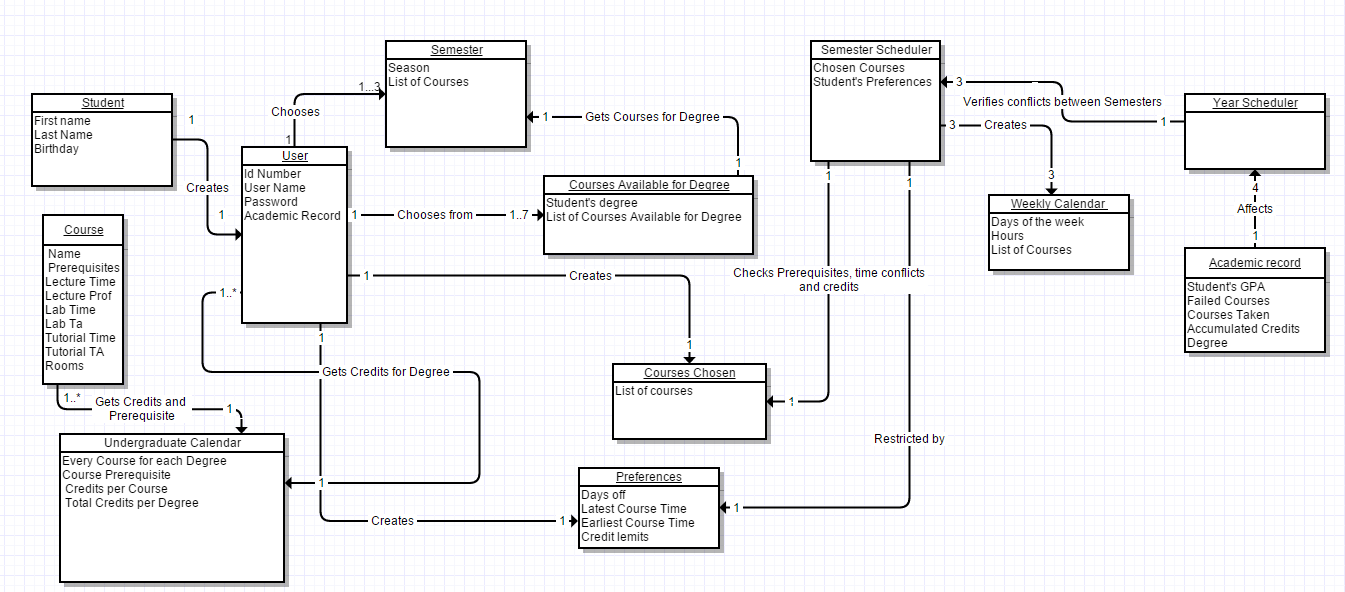 Semester
Season
List of Courses
Semester Scheduler
Chosen Courses
Student's Preferences
Student
First name
Last Name
Birthday
1
Creates
1
1...3
Chooses
1
1
Gets Courses for Degree
1
3
Verifies conflicts between Semesters
1
Year Scheduler
3
Creates
3
User
Id Number
User Name
Password
Academic Record
1
Chooses from
1..7
Courses Available for Degree
Student's degree
List of Courses Available for Degree
1
1
Weekly Calendar
Days of the week
Hours
List of Courses
4
Affects
1
Course
Name
Prerequisites
Lecture Time
Lecture Prof
Lab Time
Lab Ta
Tutorial Time
Tutorial TA
Rooms
Academic record
Student's GPA
Failed Courses
Courses Taken
Accumulated Credits
Degree
1
Creates
1
Checks Prerequisites, time conflicts
and credits
1..*
1
Gets Credits for Degree
1
Courses Chosen
List of courses
1
1..*
Gets Credits and
Prerequisite
1
Restricted by
Undergraduate Calendar
Every Course for each Degree
Course Prerequisite
Credits per Course
Total Credits per Degree
Creates
1
Preferences
Days off
Latest Course Time
Earliest Course Time
Credit lemits
1